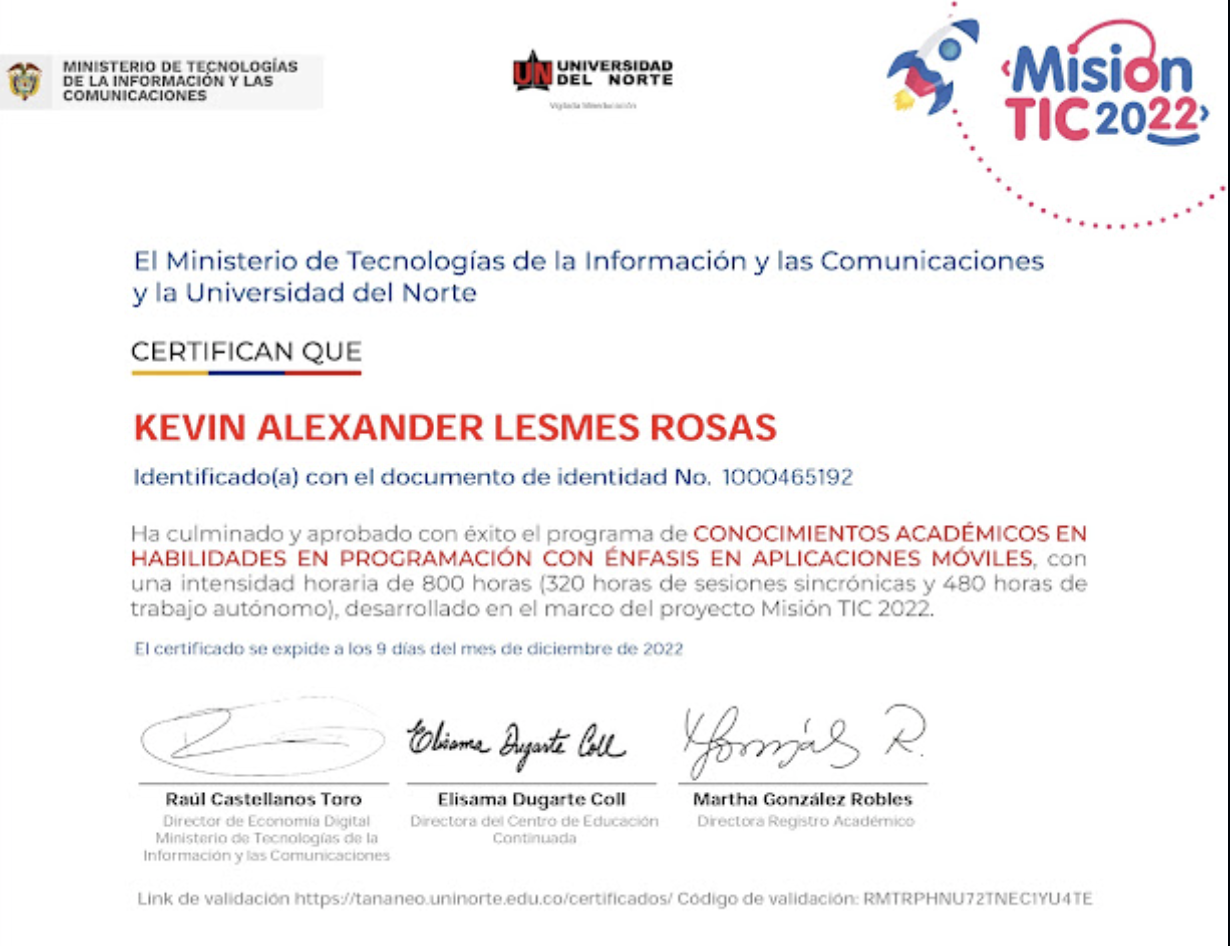 MINISTERIO DE TECNOLOGÍAS
DE LA INFORMACIÓN Y LAS
COMUNICACIONES
UN UNIVERSIDAD
DEL NORTE
Vigilada Mineducación
‹Misión
TIC 2022›
El Ministerio de Tecnologías de la Información y las Comunicaciones
y la Universidad del Norte
CERTIFICAN QUE
KEVIN ALEXANDER LESMES ROSAS
Identificado(a) con el documento de identidad No. 1000465192
Ha culminado y aprobado con éxito el programa de CONOCIMIENTOS ACADÉMICOS EN
HABILIDADES EN PROGRAMACIÓN CON ÉNFASIS EN APLICACIONES MÓVILES, con
una intensidad horaria de 800 horas (320 horas de sesiones sincrónicas y 480 horas de
trabajo autónomo), desarrollado en el marco del proyecto Misión TIC 2022.
El certificado se expide a los 9 días del mes de diciembre de 2022
Elisama Dugarte Coll
Raúl Castellanos Toro
Director de Economía Digital
Ministerio de Tecnologías de la
Información y las Comunicaciones
Elisama Dugarte Coll
Directora del Centro de Educación
Continuada
Martha González Robles
Directora Registro Académico
Link de validación https://tananeo.uninorte.edu.co/certificados/ Código de validación: RMTRPHNU72TNEC1YU4TE